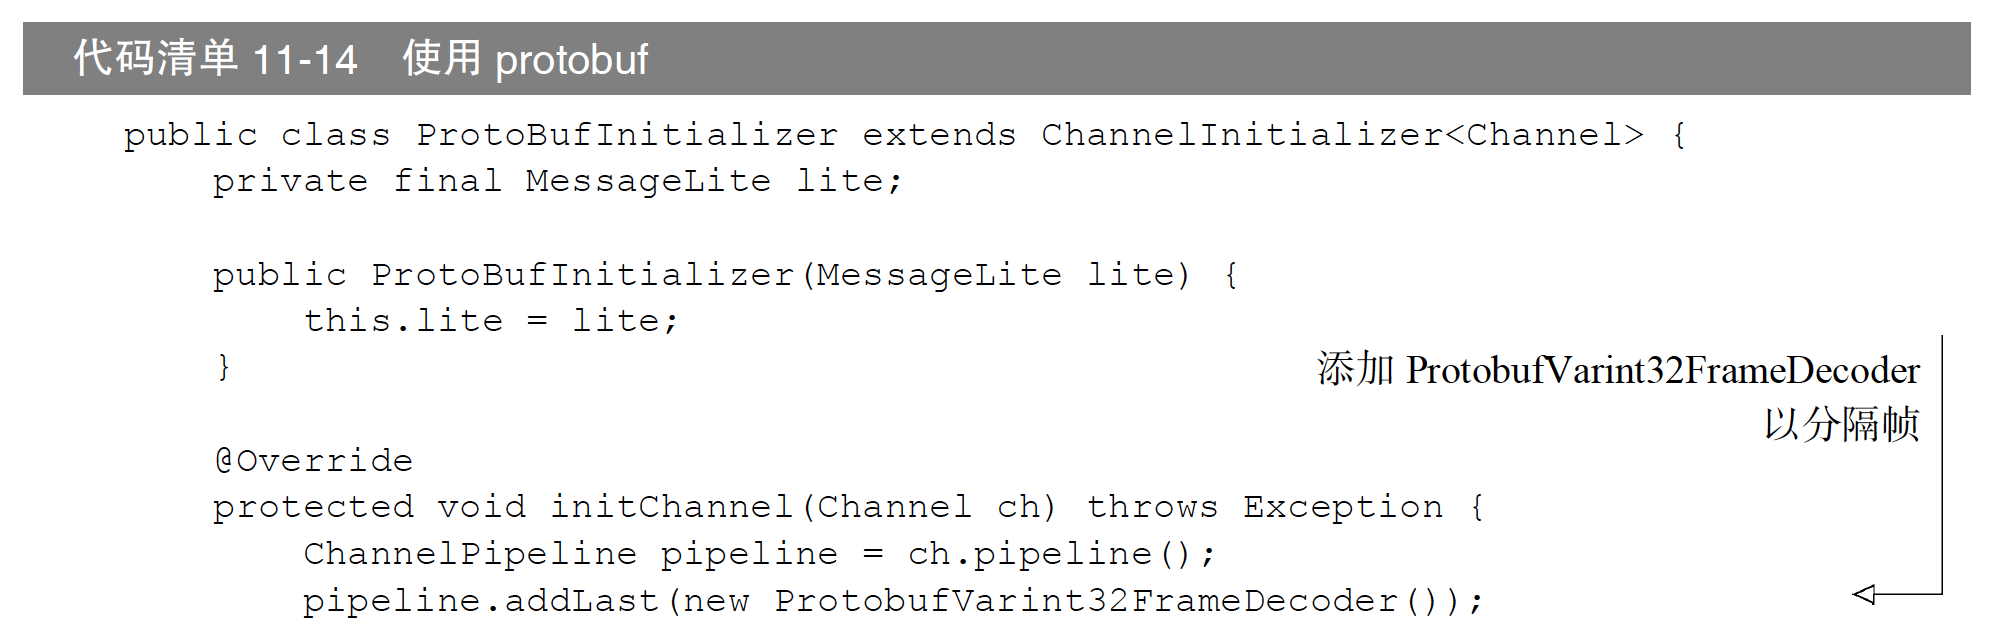 代码清单 11-14 使用 protobuf
public class ProtoBufInitializer extends ChannelInitializer<Channel> {
private final MessageLite lite;
public ProtoBufInitializer(MessageLite lite) {
this.lite = lite;
}
添加 ProtobufVarint32FrameDecoder
以分隔帧
@Override
protected void initChannel(Channel ch) throws Exception {
ChannelPipeline pipeline = ch.pipeline();
pipeline.addLast(new ProtobufVarint32FrameDecoder());